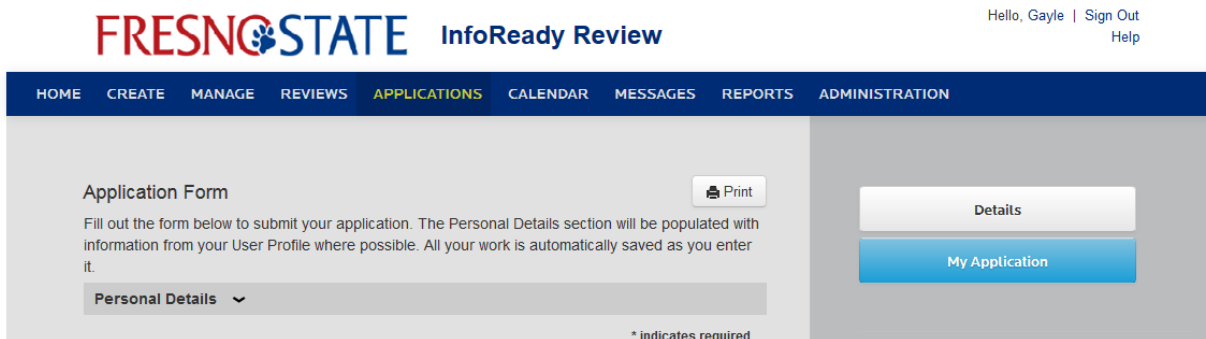 Hello, Gayle | Sign Out
FRESNO STATE InfoReady Review
Help
HOME CREATE MANAGE REVIEWS APPLICATIONS CALENDAR MESSAGES REPORTS ADMINISTRATION
Application Form
Print
Fill out the form below to submit your application. The Personal Details section will be populated with
information from your User Profile where possible. All your work is automatically saved as you enter
it.
Personal Details
* indicates required
Details
My Application